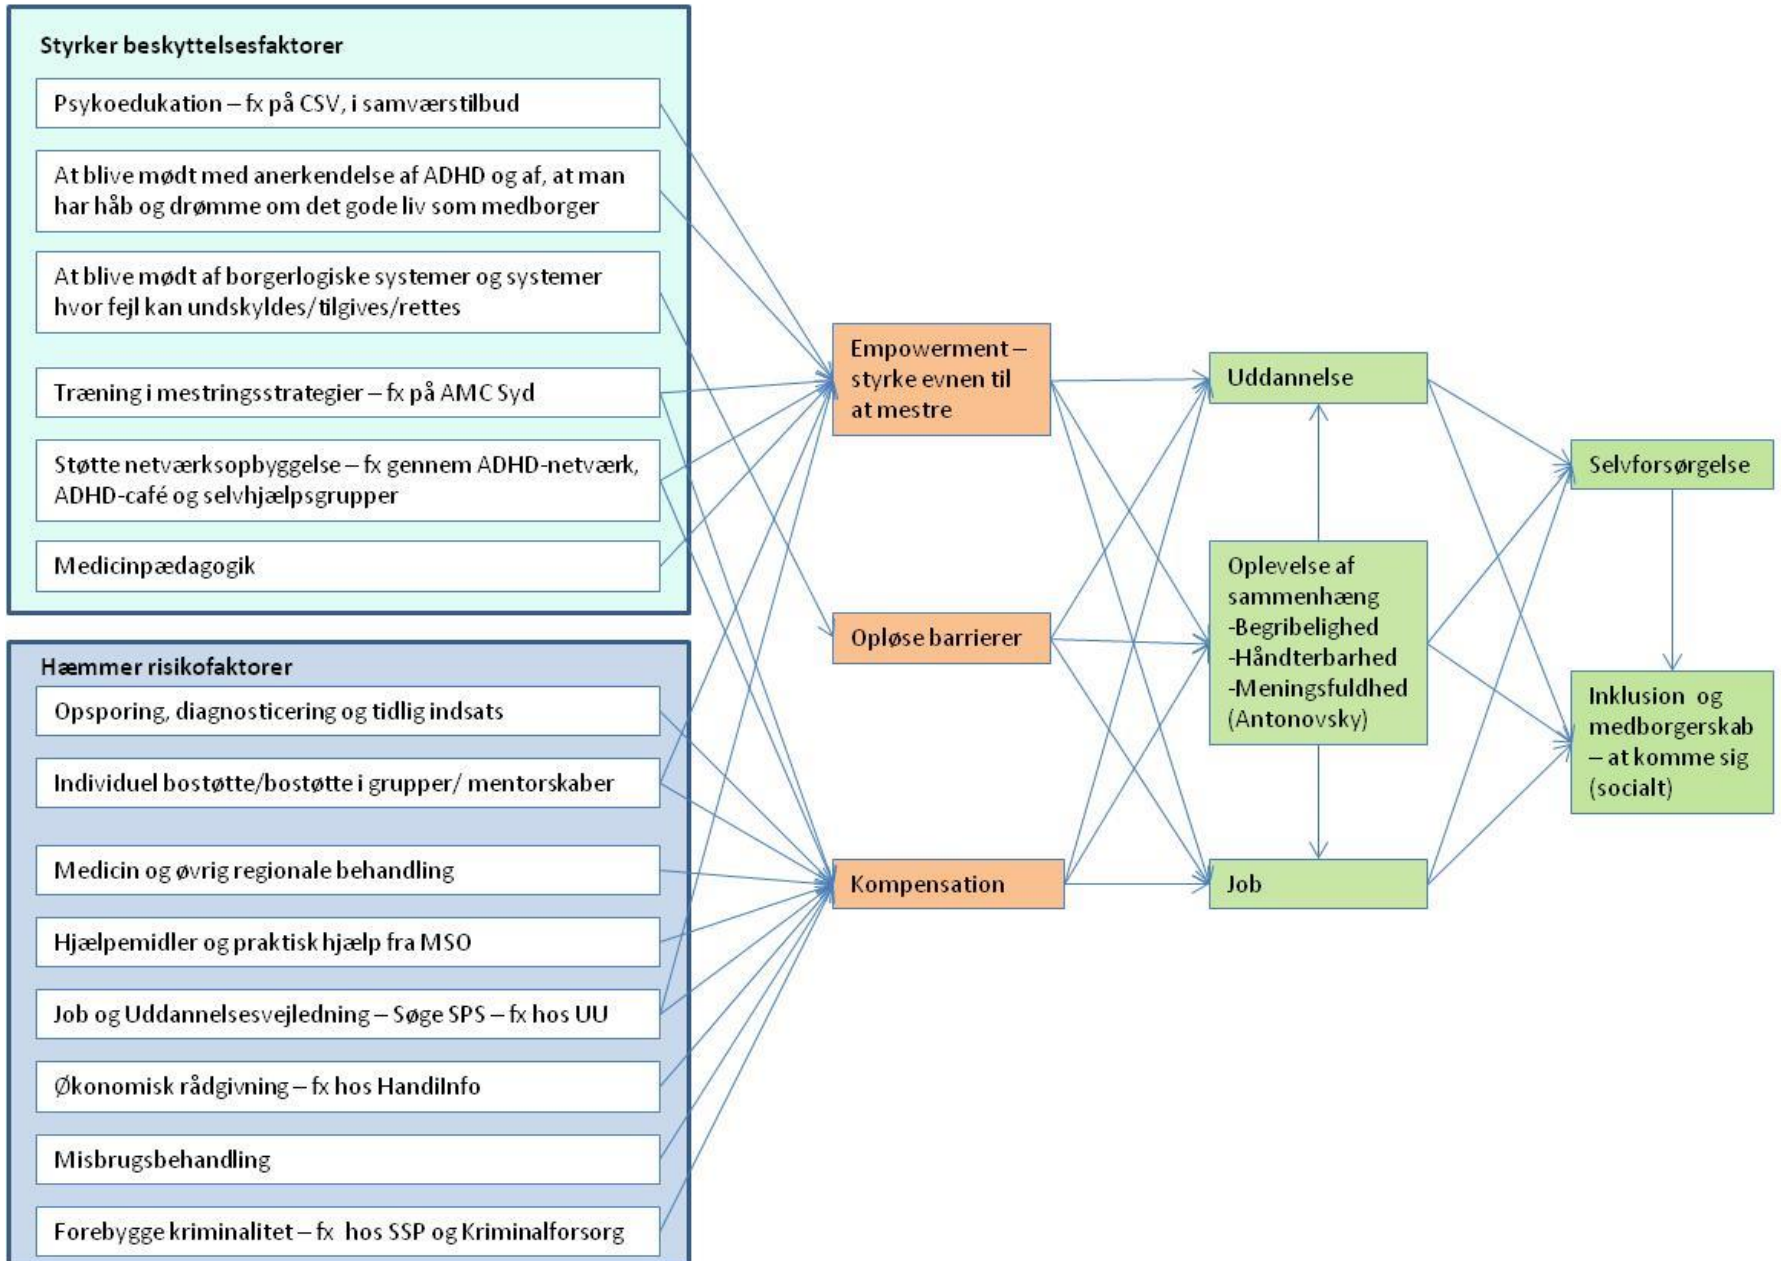 Styrker beskyttelsesfaktorer
Psykoedukation – fx på CSV, i samværstilbud
At blive mødt med anerkendelse af ADHD og af, at man
har håb og drømme om det gode liv som medborger
At blive mødt af borgerlogiske systemer og systemer
hvor fejl kan undskyldes/tilgives/rettes
Træning i mestringsstrategier – fx på AMC Syd
Støtte netværksopbyggelse – fx gennem ADHD-netværk,
ADHD-café og selvhjælpsgrupper
Medicinpædagogik
Hæmmer risikofaktorer
Opsporing, diagnosticering og tidlig indsats
Individuel bostøtte/bostøtte i grupper/ mentorskaber
Medicin og øvrig regionale behandling
Hjælpemidler og praktisk hjælp fra MSO
Job og Uddannelsesvejledning – Søge SPS – fx hos UU
Økonomisk rådgivning – fx hos HandiInfo
Misbrugsbehandling
Forebygge kriminalitet – fx  hos SSP og Kriminalforsorg
Empowerment –
styrke evnen til
at mestre
Opløse barrierer
Kompensation
Uddannelse
Oplevelse af
sammenhæng
-Begribelighed
-Håndterbarhed
-Meningsfuldhed
(Antonovsky)
Job
Selvforsørgelse
Inklusion  og
medborgerskab
– at komme sig
(socialt)